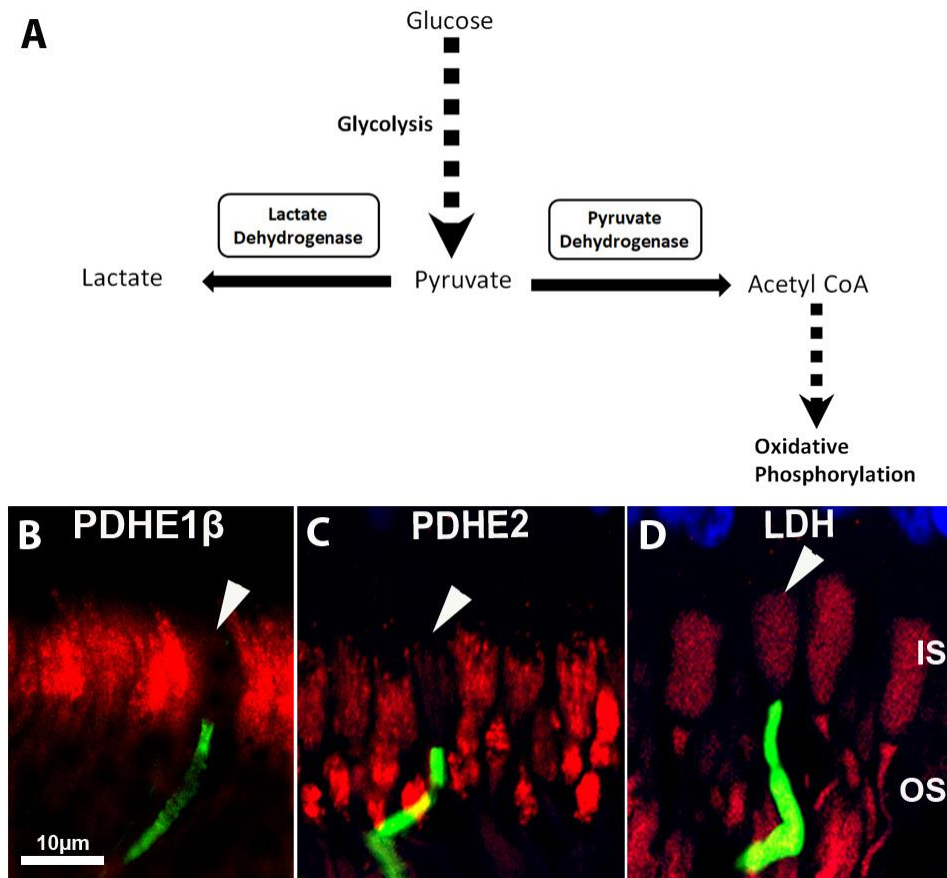 A
Glucose
Glycolysis
Lactate
Dehydrogenase
Pyruvate
Dehydrogenase
Lactate
Pyruvate
Acetyl CoA
Oxidative
Phosphorylation
B
PDHE1β
C
PDHE2
D
LDH
IS
OS
10µm